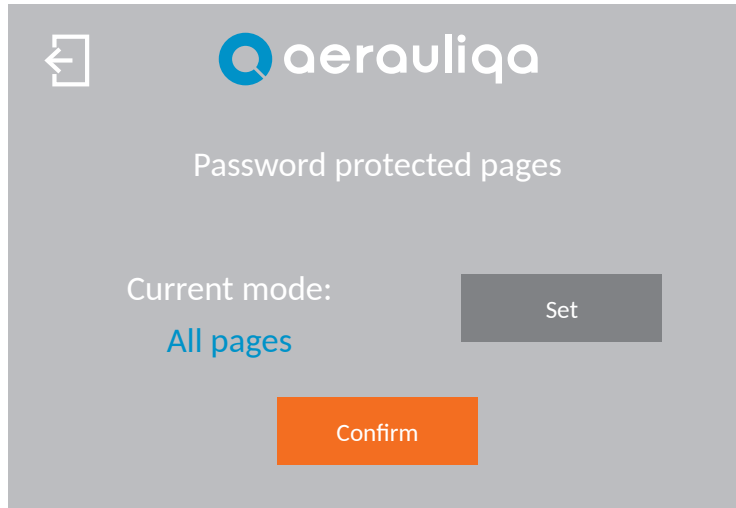 aerauliqa
Password protected pages
Current mode:
All pages
Set
Confirm